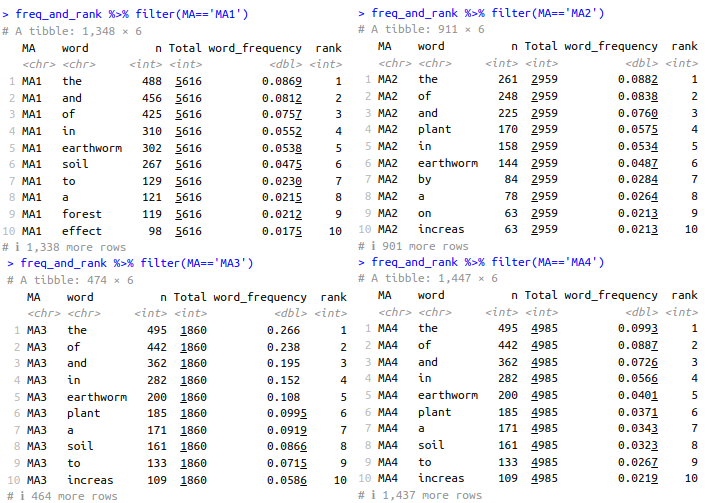 > freq_and_rank %>% filter(MA=='MA1')
# A tibble: 1,348 × 6
MA word n Total word_frequency rank
<chr> <chr> <int> <int> <dbl> <int>
1 MA1 the 488 5616 0.0869 1
2 MA1 and 456 5616 0.0812 2
3 MA1 of 425 5616 0.0757 3
4 MA1 in 310 5616 0.0552 4
5 MA1 earthworm 302 5616 0.0538 5
6 MA1 soil 267 5616 0.0475 6
7 MA1 to 129 5616 0.0230 7
8 MA1 a 121 5616 0.0215 8
9 MA1 forest 119 5616 0.0212 9
10 MA1 effect 98 5616 0.0175 10
# ℹ 1,338 more rows
> freq_and_rank %>% filter(MA=='MA2')
# A tibble: 911 × 6
MA word n Total word_frequency rank
<chr> <chr> <int> <int> <dbl> <int>
1 MA2 the 261 2959 0.0882 1
2 MA2 of 248 2959 0.0838 2
3 MA2 and 225 2959 0.0760 3
4 MA2 plant 170 2959 0.0575 4
5 MA2 in 158 2959 0.0534 5
6 MA2 earthworm 144 2959 0.0487 6
7 MA2 by 84 2959 0.0284 7
8 MA2 a 78 2959 0.0264 8
9 MA2 on 63 2959 0.0213 9
10 MA2 increas 63 2959 0.0213 10
# ℹ 901 more rows
> freq_and_rank %>% filter(MA=='MA3')
# A tibble: 474 × 6
MA word n Total word_frequency rank
<chr> <chr> <int> <int> <dbl> <int>
1 MA3 the 495 1860 0.266 1
2 MA3 of 442 1860 0.238 2
3 MA3 and 362 1860 0.195 3
4 MA3 in 282 1860 0.152 4
5 MA3 earthworm 200 1860 0.108 5
6 MA3 plant 185 1860 0.0995 6
7 MA3 a 171 1860 0.0919 7
8 MA3 soil 161 1860 0.0866 8
9 MA3 to 133 1860 0.0715 9
10 MA3 increas 109 1860 0.0586 10
# ℹ 464 more rows
> freq_and_rank %>% filter(MA=='MA4')
# A tibble: 1,447 × 6
MA word n Total word_frequency rank
<chr> <chr> <int> <int> <dbl> <int>
1 MA4 the 495 4985 0.0993 1
2 MA4 of 442 4985 0.0887 2
3 MA4 and 362 4985 0.0726 3
4 MA4 in 282 4985 0.0566 4
5 MA4 earthworm 200 4985 0.0401 5
6 MA4 plant 185 4985 0.0371 6
7 MA4 a 171 4985 0.0343 7
8 MA4 soil 161 4985 0.0323 8
9 MA4 to 133 4985 0.0267 9
10 MA4 increas 109 4985 0.0219 10
# ℹ 1,437 more rows